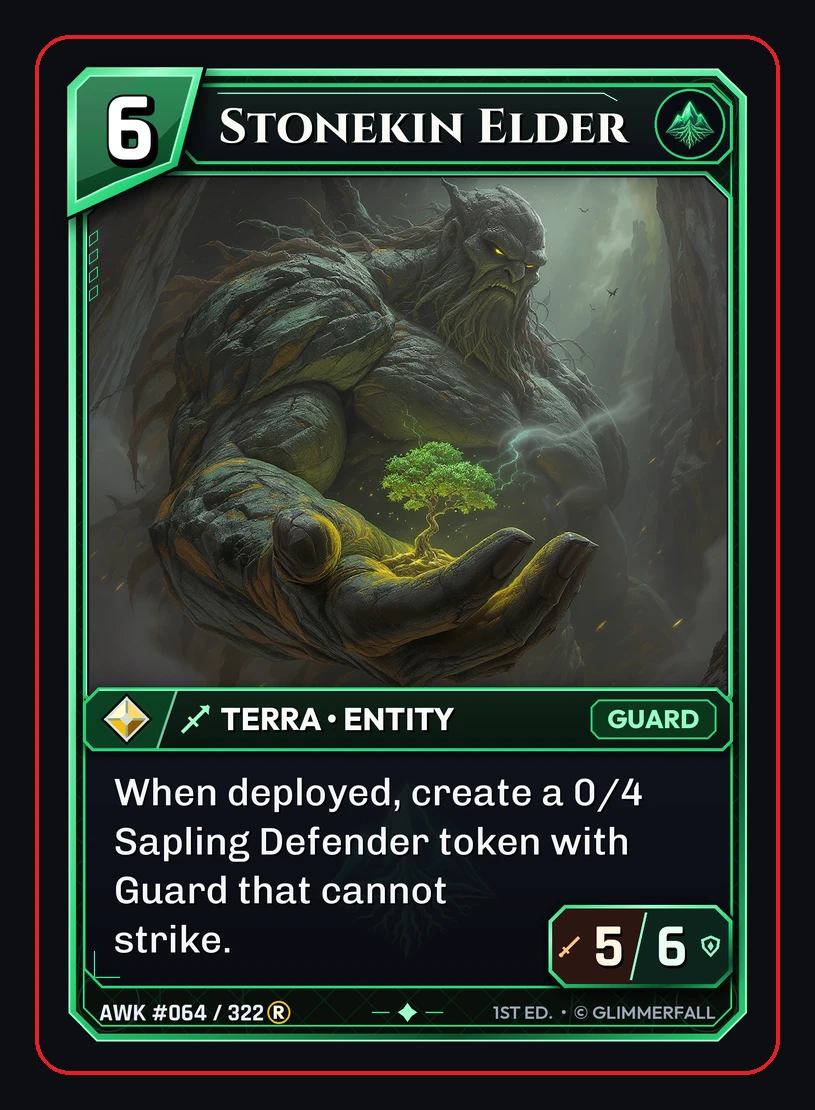 6
STONEKIN ELDER
TERRA • ENTITY
GUARD
When deployed, create a 0/4
Sapling Defender token with
Guard that cannot
strike.
5/6
AWK #064 / 322 R
1ST ED. • © GLIMMERFALL